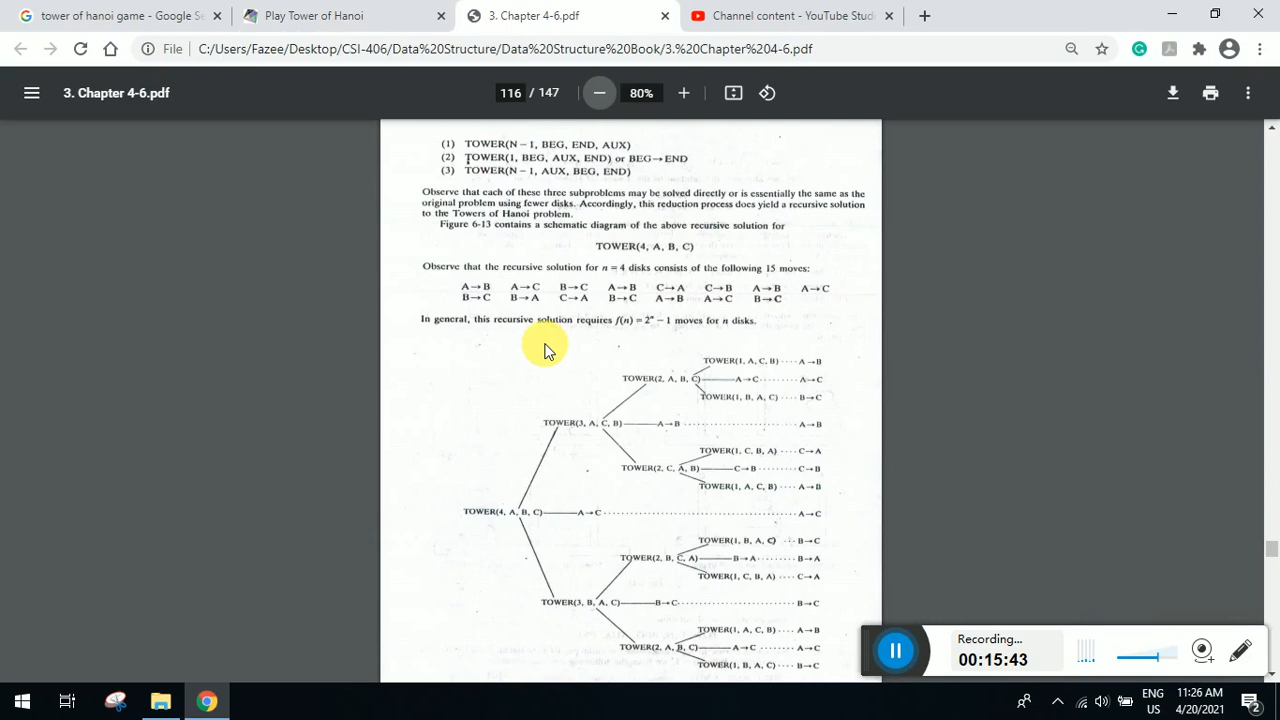 tower of hanoi game - Google Se
Play Tower of Hanoi
3. Chapter 4-6.pdf
Channel content - YouTube Studi
File
C:/Users/Fazee/Desktop/CSI-406/Data%20Structure/Data%20Structure%20Book/3.%20Chapter%204-6.pdf
3. Chapter 4-6.pdf
116 / 147
80%
(1) TOWER(N − 1, BEG, END, AUX)
(2) TOWER(1, BEG, AUX, END) or BEG→END
(3) TOWER(N − 1, AUX, BEG, END)
Observe that each of these three subproblems may be solved directly or is essentially the same as the
original problem using fewer disks. Accordingly, this reduction process does yield a recursive solution
to the Towers of Hanoi problem.
Figure 6-13 contains a schematic diagram of the above recursive solution for
TOWER(4, A, B, C)
Observe that the recursive solution for n = 4 disks consists of the following 15 moves:
A→B A→C B→C A→B C→A C→B A→B A→C
B→C B→A C→A B→C A→B A→C B→C
In general, this recursive solution requires f(n) = 2ⁿ − 1 moves for n disks.
TOWER(1, A, C, B) ···· A→B
TOWER(2, A, B, C)——A→C ········ A→C
TOWER(1, B, A, C) ···· B→C
TOWER(3, A, C, B)——A→B ···················· A→B
TOWER(1, C, B, A) ···· C→A
TOWER(2, C, A, B)——C→B ········ C→B
TOWER(1, A, C, B) ···· A→B
TOWER(4, A, B, C)——A→C ································ A→C
TOWER(1, B, A, C) ···· B→C
TOWER(2, B, C, A)——B→A ········ B→A
TOWER(1, C, B, A) ···· C→A
TOWER(3, B, A, C)——B→C ···················· B→C
TOWER(1, A, C, B) ···· A→B
TOWER(2, A, B, C)——A→C ········ A→C
TOWER(1, B, A, C) ···· B→C
Recording...
00:15:43
ENG
US
11:26 AM
4/20/2021
2